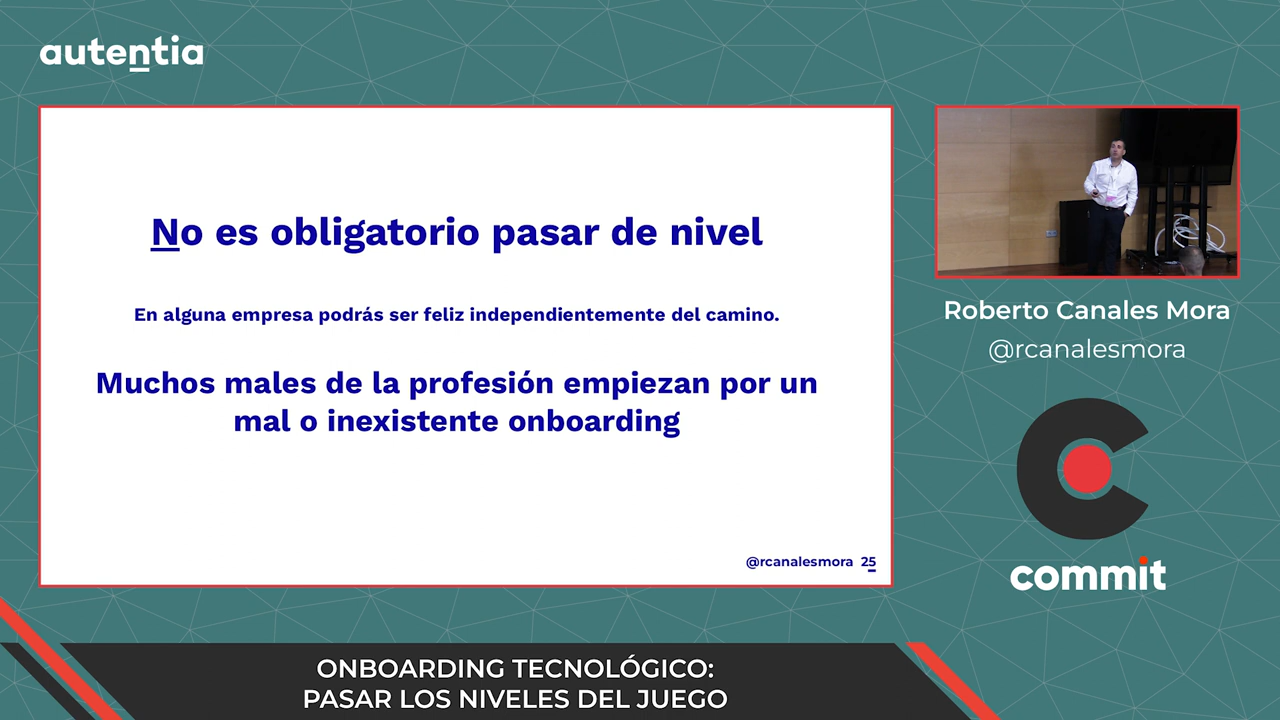 autentia
No es obligatorio pasar de nivel
En alguna empresa podrás ser feliz independientemente del camino.
Muchos males de la profesión empiezan por un
mal o inexistente onboarding
@rcanalesmora 25
Roberto Canales Mora
@rcanalesmora
commit
ONBOARDING TECNOLÓGICO:
PASAR LOS NIVELES DEL JUEGO